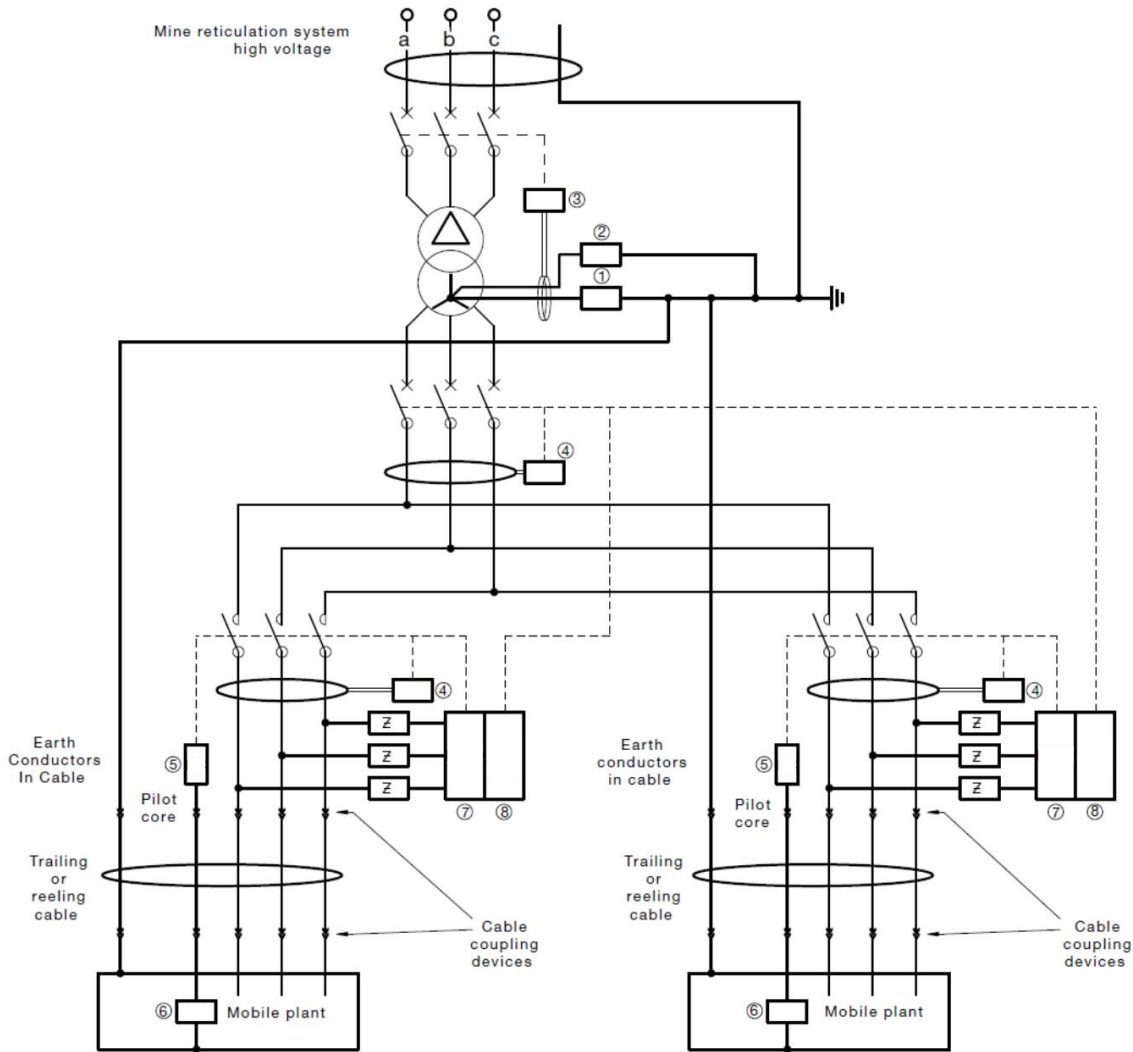 Mine reticulation system
high voltage
a b c
③
②
①
④
④
④
Earth
Conductors
In Cable
⑤
Z
Z
Z
Pilot
core
⑦ ⑧
Trailing
or
reeling
cable
Cable
coupling
devices
⑥ Mobile plant
Earth
conductors
in cable
⑤
Z
Z
Z
Pilot
core
⑦ ⑧
Trailing
or
reeling
cable
Cable
coupling
devices
⑥ Mobile plant